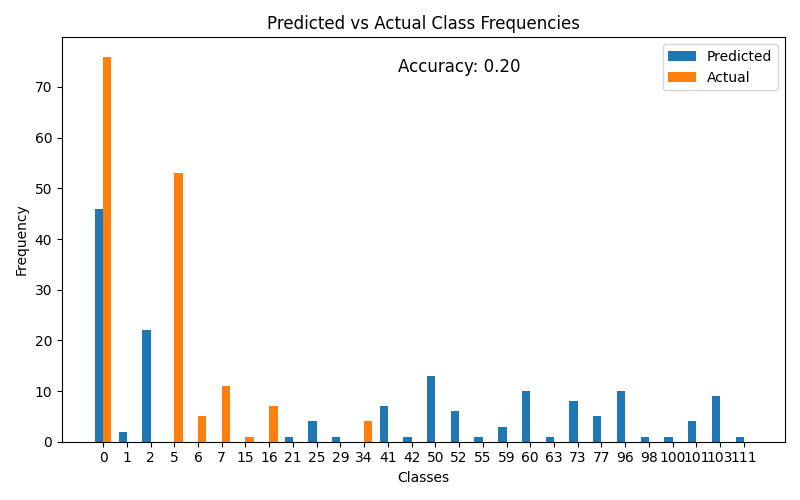 Predicted vs Actual Class Frequencies
Accuracy: 0.20
Predicted
Actual
Frequency
70
60
50
40
30
20
10
0
0 1 2 5 6 7 15 16 21 25 29 34 41 42 50 52 55 59 60 63 73 77 96 98 100 101 103 111
Classes